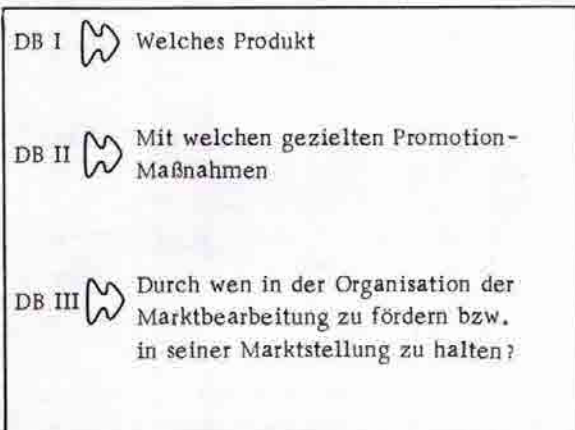 DB I Welches Produkt
DB II Mit welchen gezielten Promotion-
Maßnahmen
DB III Durch wen in der Organisation der
Marktbearbeitung zu fördern bzw.
in seiner Marktstellung zu halten?